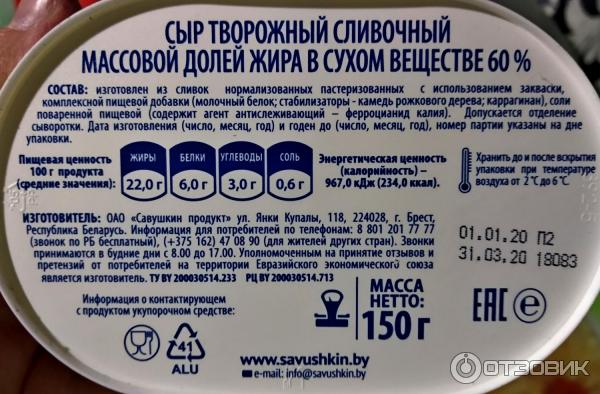 СЫР ТВОРОЖНЫЙ СЛИВОЧНЫЙ
МАССОВОЙ ДОЛЕЙ ЖИРА В СУХОМ ВЕЩЕСТВЕ 60 %
СОСТАВ: изготовлен из сливок нормализованных пастеризованных с использованием закваски,
комплексной пищевой добавки (молочный белок; стабилизаторы - камедь рожкового дерева; каррагинан), соли
поваренной пищевой (содержит агент антислеживающий – ферроцианид калия). Допускается отделение
сыворотки. Дата изготовления (число, месяц, год) и годен до (число, месяц, год), номер партии указаны на дне
упаковки.
Пищевая ценность
100 г продукта
(средние значения):
ЖИРЫ
22,0 г
БЕЛКИ
6,0 г
УГЛЕВОДЫ
3,0 г
СОЛЬ
0,6 г
Энергетическая ценность
(калорийность) –
967,0 кДж (234,0 ккал).
Хранить до и после вскрытия
упаковки при температуре
воздуха от 2°С до 6°С.
ИЗГОТОВИТЕЛЬ: ОАО «Савушкин продукт» ул. Янки Купалы, 118, 224028, г. Брест,
Республика Беларусь. Информация для потребителей по телефонам: 8 801 201 77 77
(звонок по РБ бесплатный), (+375 162) 47 08 90 (для жителей других стран). Звонки
принимаются в будние дни с 8.00 до 17.00. Уполномоченным на принятие отзывов и
претензий от потребителей на территории Евразийского экономического союза
является изготовитель. ТУ BY 200030514.233 РЦ BY 200030514.713
01.01.20 П2
31.03.20 18083
Информация о контактирующем
с продуктом укупорочном средстве:
41
ALU
МАССА
НЕТТО:
150 г
EAC
e
www.savushkin.by
e-mail: info@savushkin.by
ОТЗОВИК